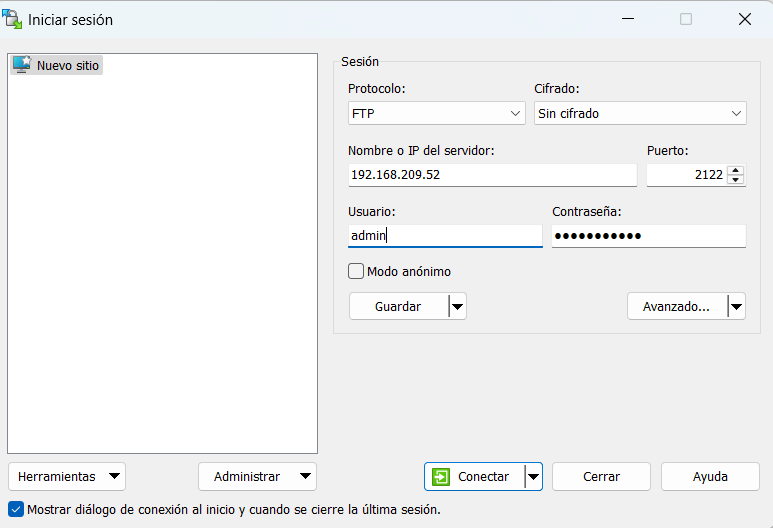 Iniciar sesión
Nuevo sitio
Sesión
Protocolo: Cifrado:
FTP Sin cifrado
Nombre o IP del servidor: Puerto:
192.168.209.52 2122
Usuario: Contraseña:
admin ●●●●●●●●●●●
Modo anónimo
Guardar Avanzado...
Herramientas Administrar Conectar Cerrar Ayuda
Mostrar diálogo de conexión al inicio y cuando se cierre la última sesión.